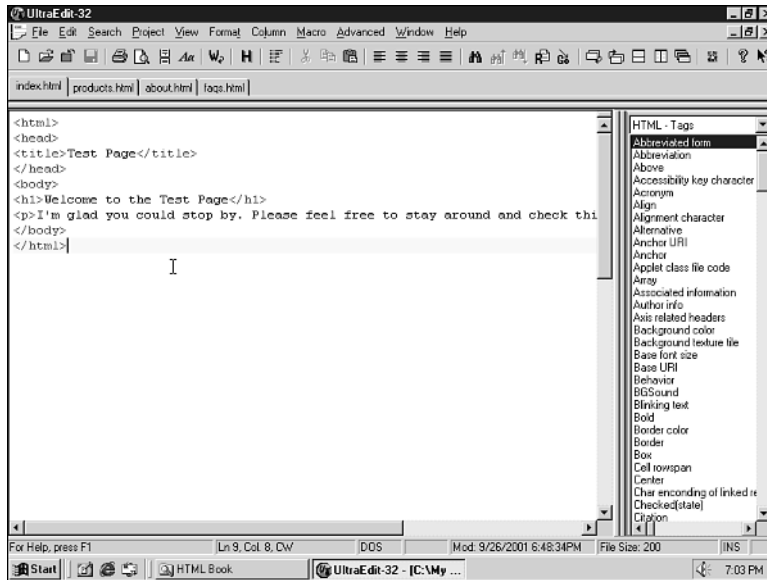 UltraEdit-32
File Edit Search Project View Format Column Macro Advanced Window Help
index.html products.html about.html faqs.html
<html>
<head>
<title>Test Page</title>
</head>
<body>
<h1>Welcome to the Test Page</h1>
<p>I'm glad you could stop by. Please feel free to stay around and check thi
</body>
</html>
HTML - Tags
Abbreviated form
Abbreviation
Above
Accessibility key character
Acronym
Align
Alignment character
Alternative
Anchor URI
Anchor
Applet class file code
Array
Associated information
Author info
Axis related headers
Background color
Background texture tile
Base font size
Base URI
Behavior
BGSound
Blinking text
Bold
Border color
Border
Box
Cell rowspan
Center
Char enconding of linked re
Checked(state)
Citation
For Help, press F1 Ln 9, Col. 8, CW DOS Mod: 9/26/2001 6:48:34PM File Size: 200 INS
Start HTML Book UltraEdit-32 - [C:\My ... 7:03 PM